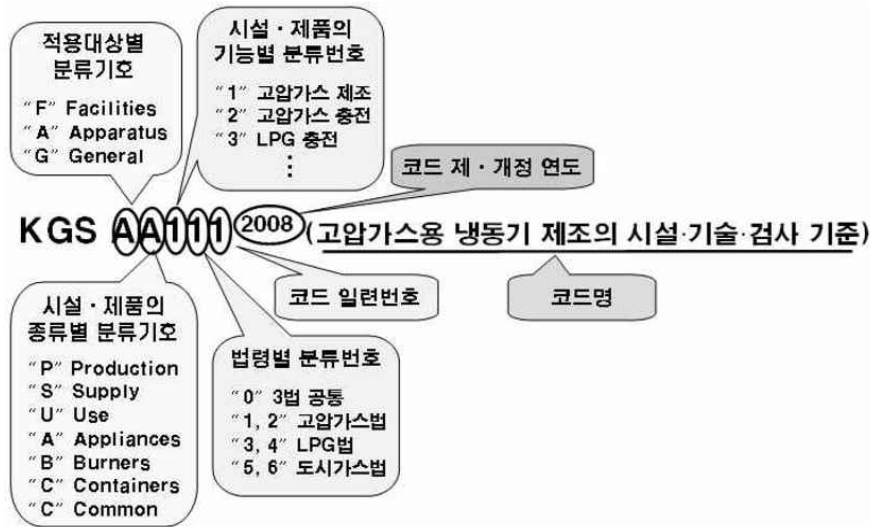 적용대상별
분류기호
“F” Facilities
“A” Apparatus
“G” General
시설・제품의
기능별 분류번호
“1” 고압가스 제조
“2” 고압가스 충전
“3” LPG 충전
⋮
코드 제・개정 연도
KGS AA111 2008 (고압가스용 냉동기 제조의 시설·기술·검사 기준)
시설・제품의
종류별 분류기호
“P” Production
“S” Supply
“U” Use
“A” Appliances
“B” Burners
“C” Containers
“C” Common
법령별 분류번호
“0” 3법 공통
“1, 2” 고압가스법
“3, 4” LPG법
“5, 6” 도시가스법
코드 일련번호
코드명